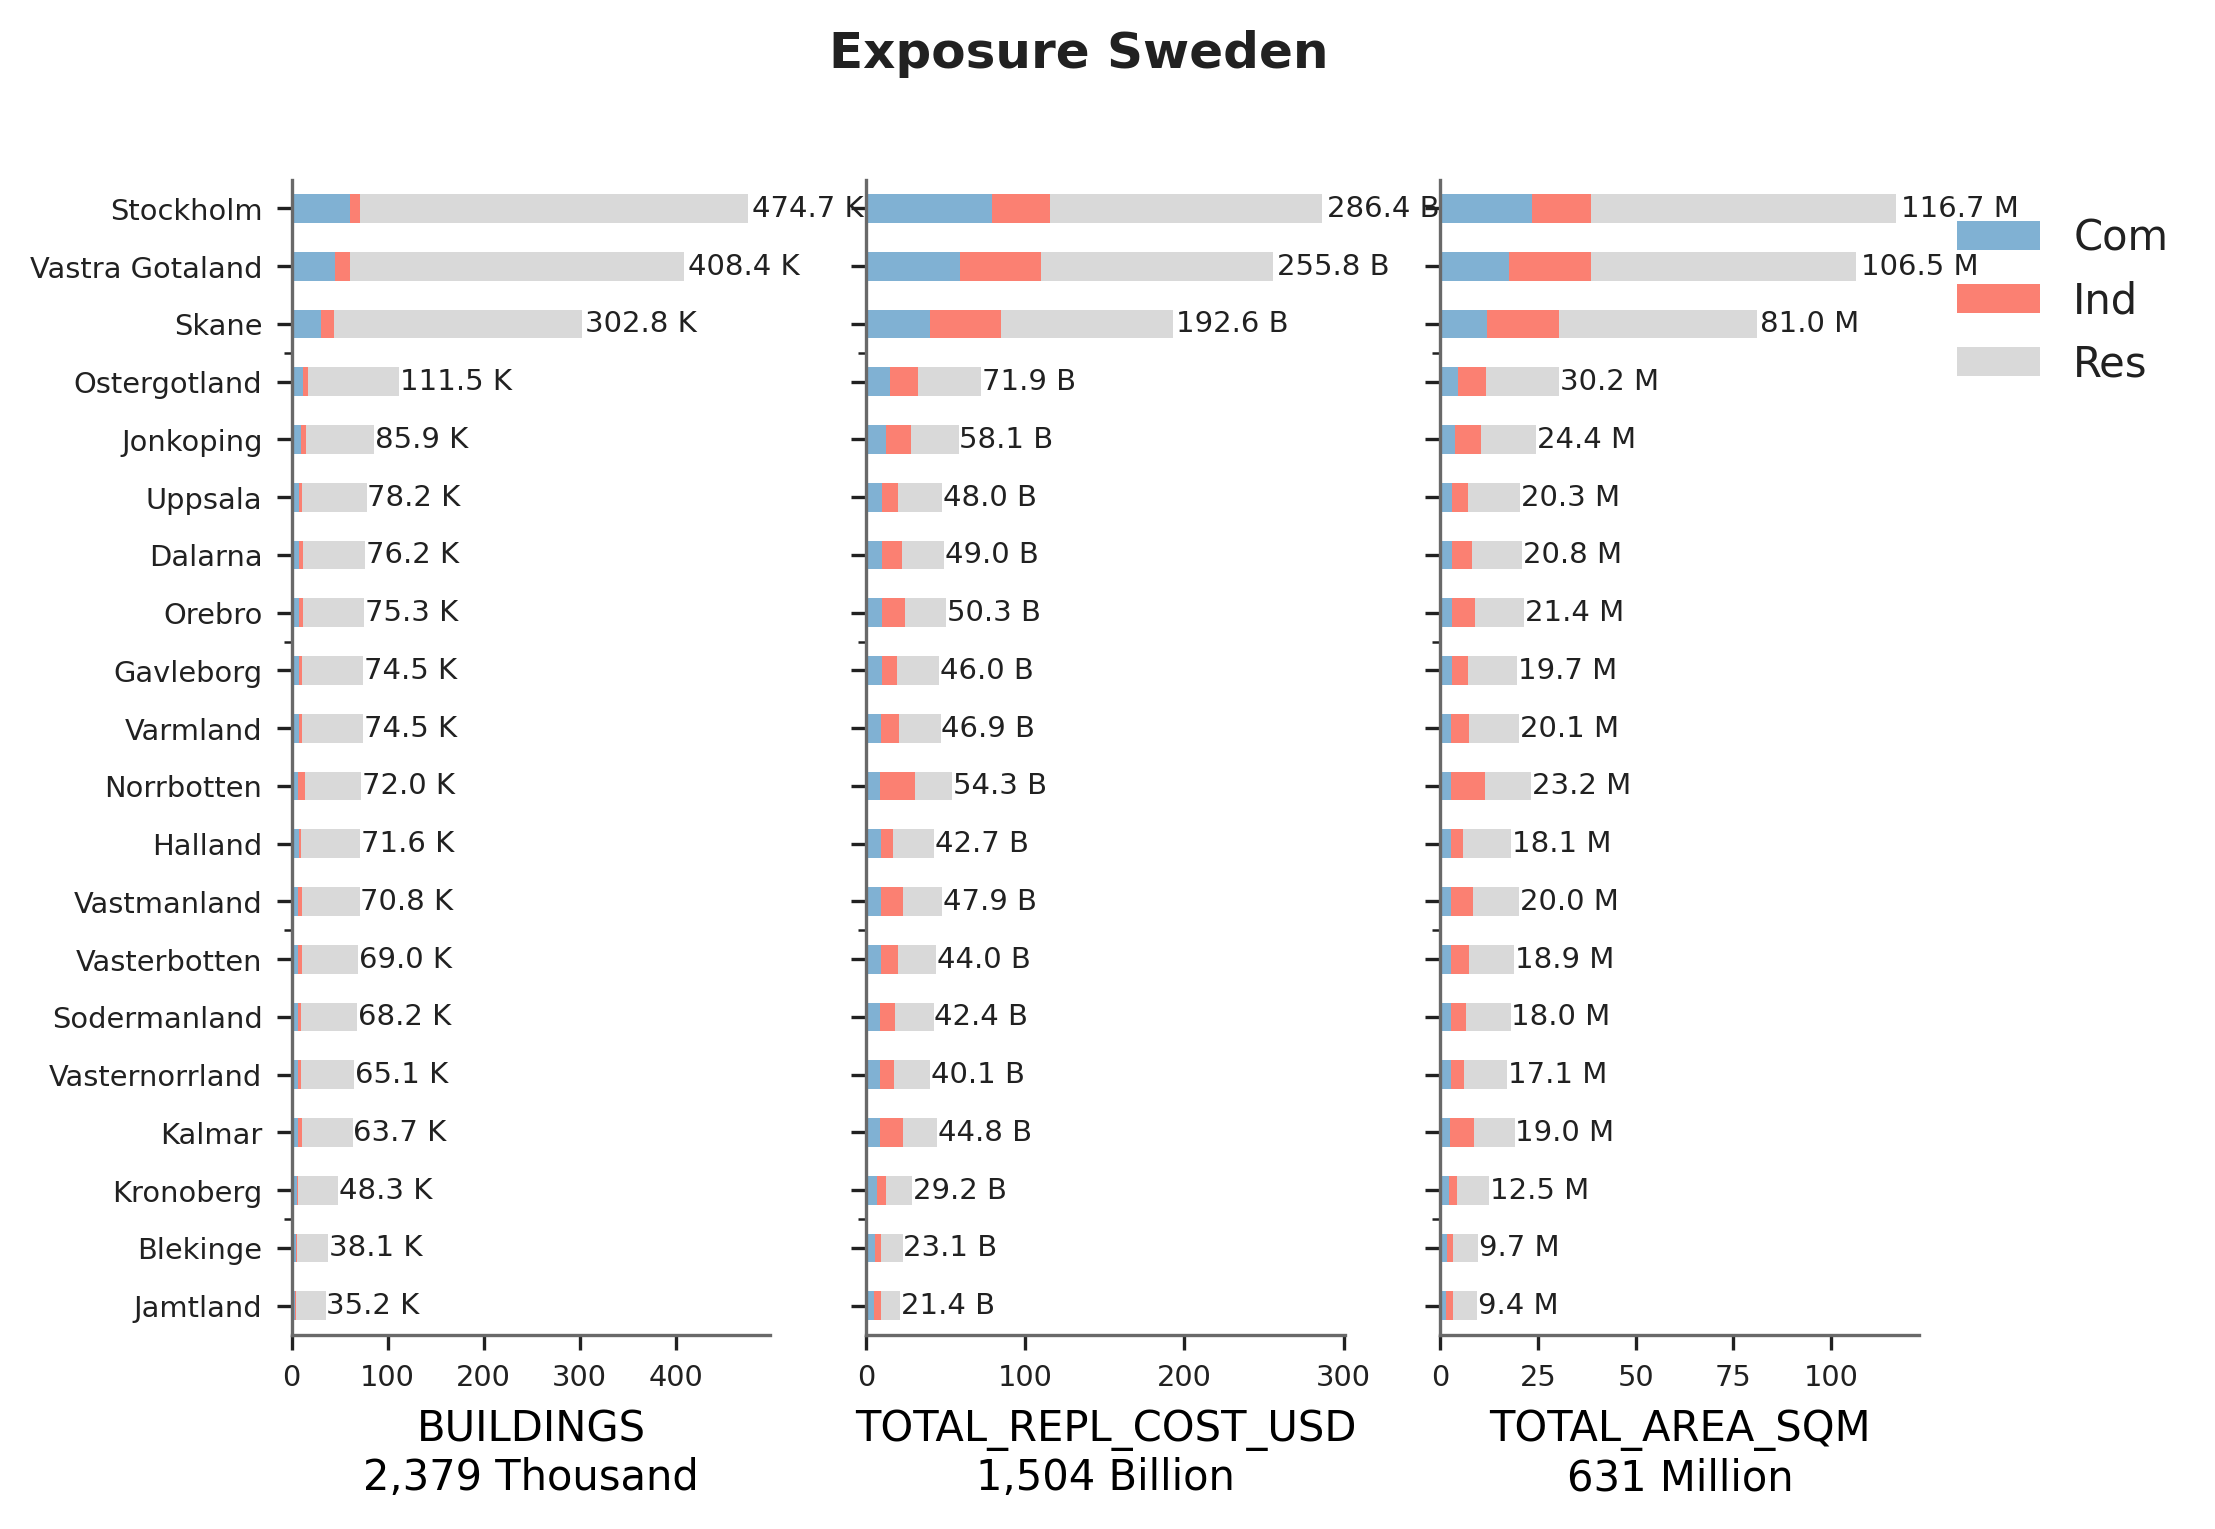 Exposure Sweden
Stockholm
Vastra Gotaland
Skane
Ostergotland
Jonkoping
Uppsala
Dalarna
Orebro
Gavleborg
Varmland
Norrbotten
Halland
Vastmanland
Vasterbotten
Sodermanland
Vasternorrland
Kalmar
Kronoberg
Blekinge
Jamtland
474.7 K
408.4 K
302.8 K
111.5 K
85.9 K
78.2 K
76.2 K
75.3 K
74.5 K
74.5 K
72.0 K
71.6 K
70.8 K
69.0 K
68.2 K
65.1 K
63.7 K
48.3 K
38.1 K
35.2 K
0 100 200 300 400
BUILDINGS
2,379 Thousand
286.4 B
255.8 B
192.6 B
71.9 B
58.1 B
48.0 B
49.0 B
50.3 B
46.0 B
46.9 B
54.3 B
42.7 B
47.9 B
44.0 B
42.4 B
40.1 B
44.8 B
29.2 B
23.1 B
21.4 B
0 100 200 300
TOTAL_REPL_COST_USD
1,504 Billion
116.7 M
106.5 M
81.0 M
30.2 M
24.4 M
20.3 M
20.8 M
21.4 M
19.7 M
20.1 M
23.2 M
18.1 M
20.0 M
18.9 M
18.0 M
17.1 M
19.0 M
12.5 M
9.7 M
9.4 M
0 25 50 75 100
TOTAL_AREA_SQM
631 Million
Com
Ind
Res